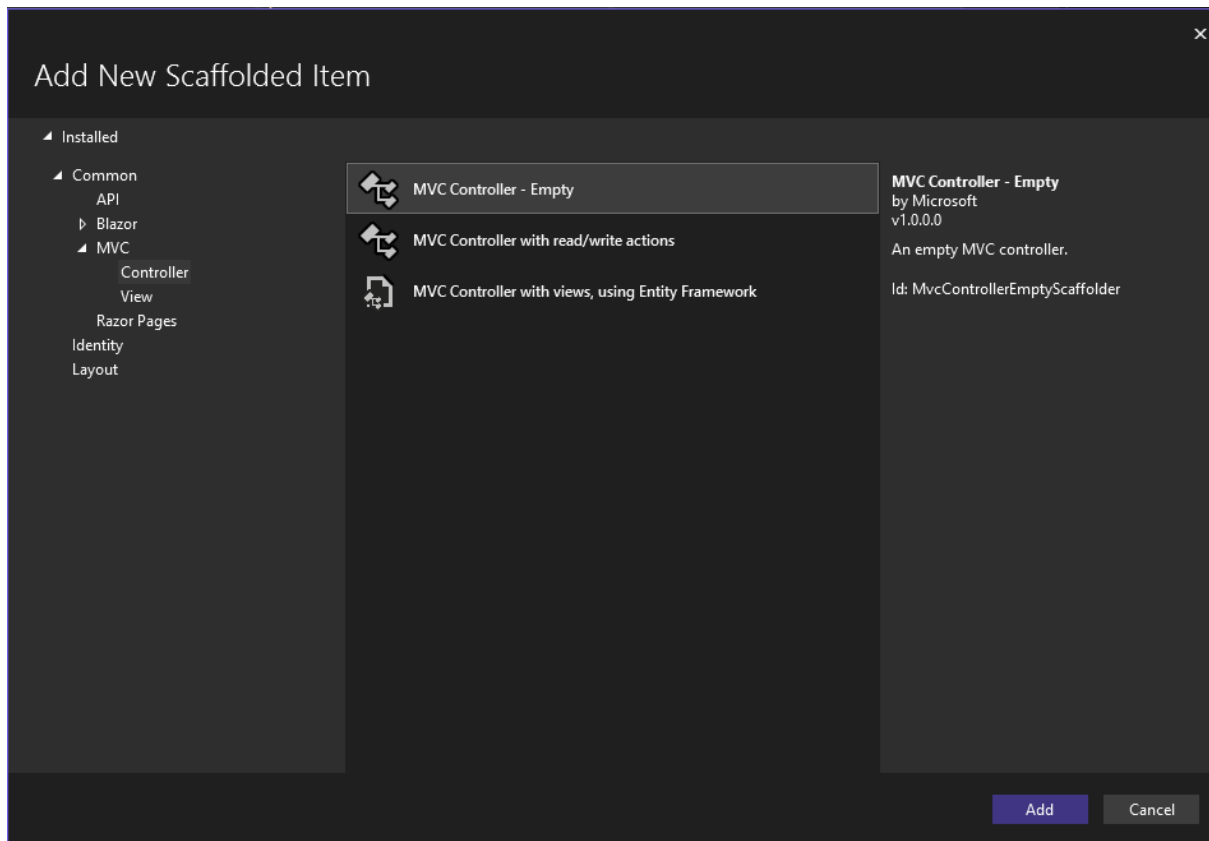 Add New Scaffolded Item
Installed
Common
API
Blazor
MVC
Controller
View
Razor Pages
Identity
Layout
MVC Controller - Empty
MVC Controller with read/write actions
MVC Controller with views, using Entity Framework
MVC Controller - Empty
by Microsoft
v1.0.0.0
An empty MVC controller.
Id: MvcControllerEmptyScaffolder
Add
Cancel